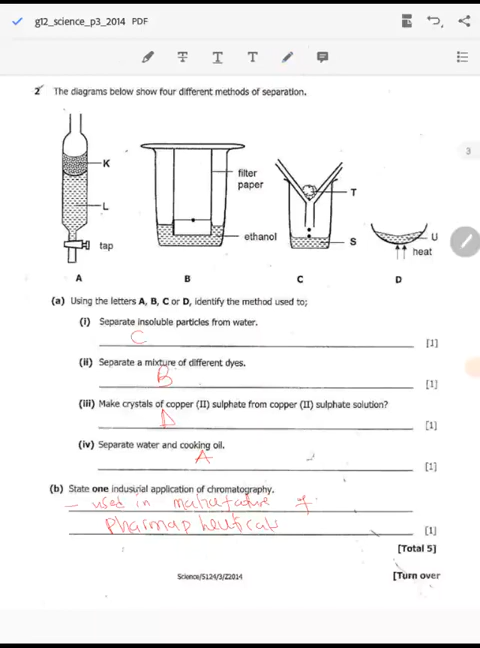 g12_science_p3_2014 PDF
T T T
3
2 The diagrams below show four different methods of separation.
K
L
tap
filter
paper
ethanol
T
S
U
heat
A B C D
(a) Using the letters A, B, C or D, identify the method used to;
(i) Separate insoluble particles from water.
C
[1]
(ii) Separate a mixture of different dyes.
B
[1]
(iii) Make crystals of copper (II) sulphate from copper (II) sulphate solution?
D
[1]
(iv) Separate water and cooking oil.
A
[1]
(b) State one industrial application of chromatography.
- used in
[1]
[Total 5]
Science/5124/3/Z2014
[Turn over